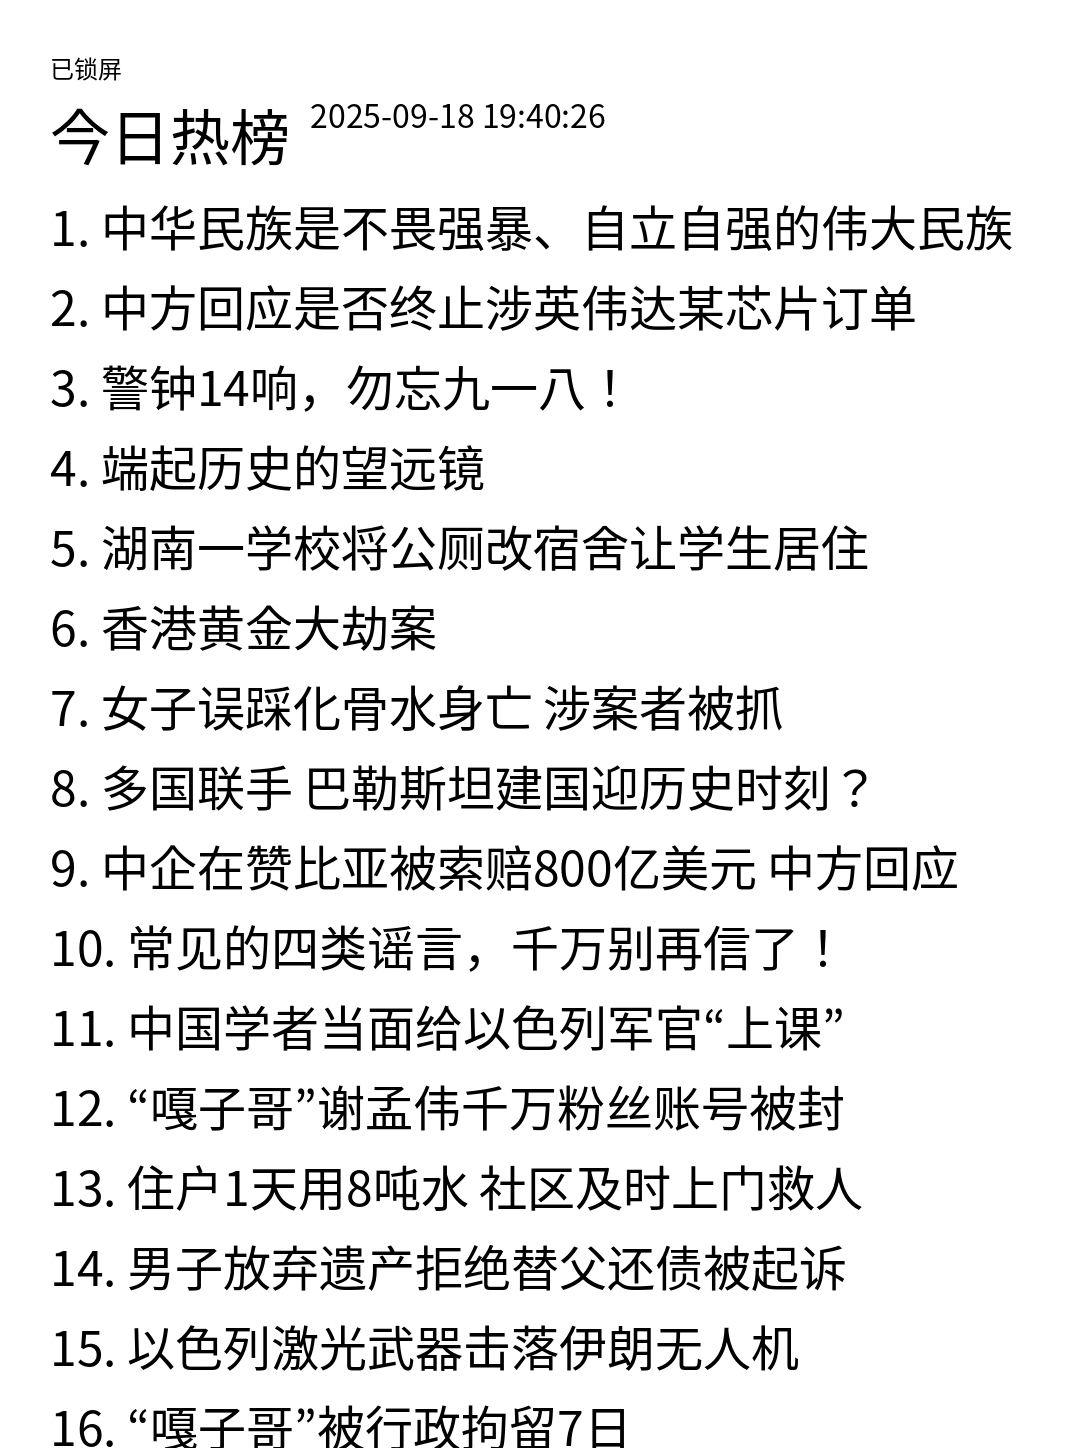 已锁屏
今日热榜 2025-09-18 19:40:26
1. 中华民族是不畏强暴、自立自强的伟大民族
2. 中方回应是否终止涉英伟达某芯片订单
3. 警钟14响，勿忘九一八！
4. 端起历史的望远镜
5. 湖南一学校将公厕改宿舍让学生居住
6. 香港黄金大劫案
7. 女子误踩化骨水身亡 涉案者被抓
8. 多国联手 巴勒斯坦建国迎历史时刻？
9. 中企在赞比亚被索赔800亿美元 中方回应
10. 常见的四类谣言，千万别再信了！
11. 中国学者当面给以色列军官“上课”
12. “嘎子哥”谢孟伟千万粉丝账号被封
13. 住户1天用8吨水 社区及时上门救人
14. 男子放弃遗产拒绝替父还债被起诉
15. 以色列激光武器击落伊朗无人机
16. “嘎子哥”被行政拘留7日